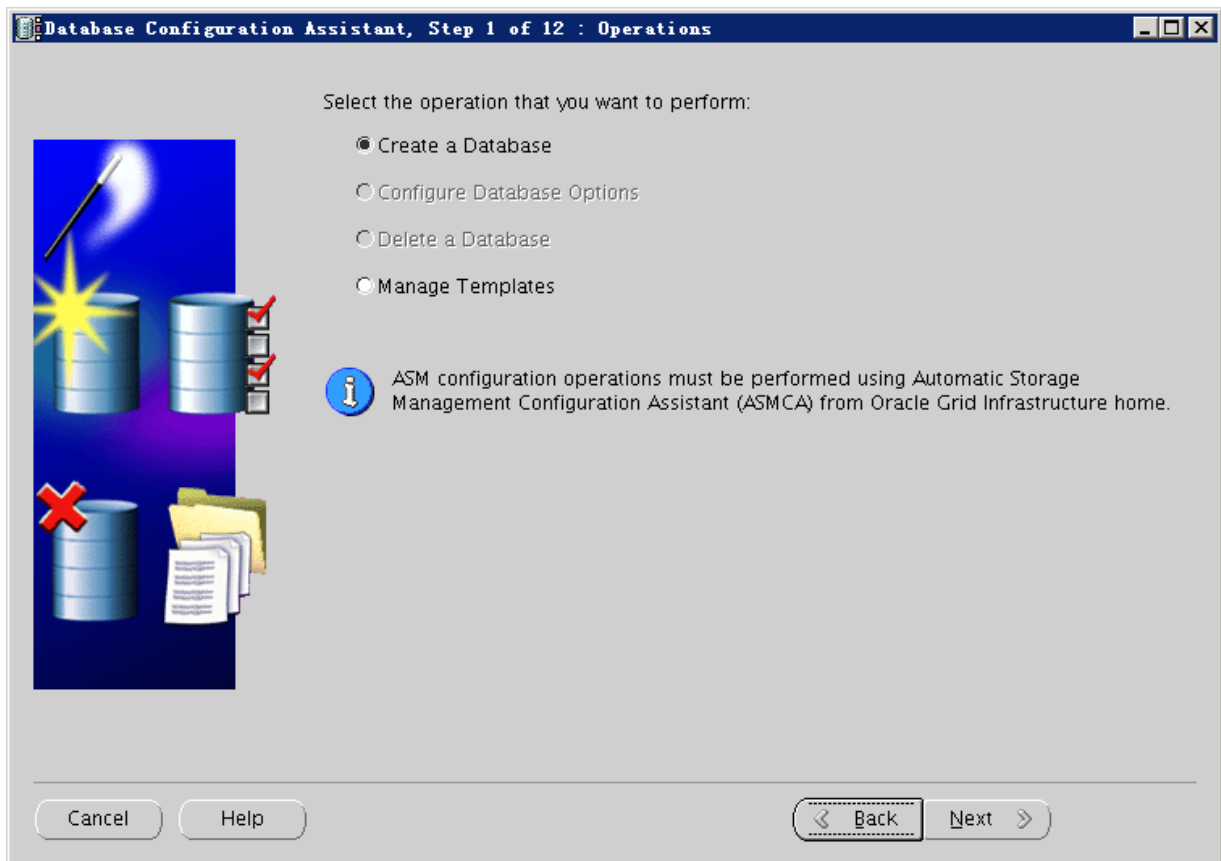 Database Configuration Assistant, Step 1 of 12 : Operations
Select the operation that you want to perform:
Create a Database
Configure Database Options
Delete a Database
Manage Templates
ASM configuration operations must be performed using Automatic Storage
Management Configuration Assistant (ASMCA) from Oracle Grid Infrastructure home.
Cancel
Help
Back
Next